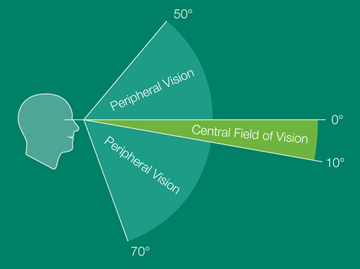 50°
Peripheral Vision
0°
Central Field of Vision
10°
Peripheral Vision
70°